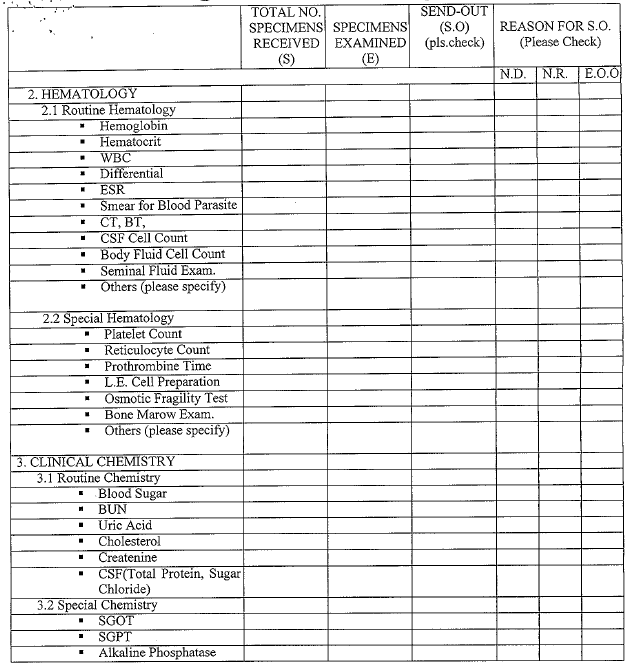 TOTAL NO. SPECIMENS RECEIVED (S)
SPECIMENS EXAMINED (E)
SEND-OUT (S.O) (pls.check)
REASON FOR S.O. (Please Check)
N.D. N.R. E.O.O
2. HEMATOLOGY
2.1 Routine Hematology
▪ Hemoglobin
▪ Hematocrit
▪ WBC
▪ Differential
▪ ESR
▪ Smear for Blood Parasite
▪ CT, BT,
▪ CSF Cell Count
▪ Body Fluid Cell Count
▪ Seminal Fluid Exam.
▪ Others (please specify)
2.2 Special Hematology
▪ Platelet Count
▪ Reticulocyte Count
▪ Prothrombine Time
▪ L.E. Cell Preparation
▪ Osmotic Fragility Test
▪ Bone Marow Exam.
▪ Others (please specify)
3. CLINICAL CHEMISTRY
3.1 Routine Chemistry
▪ Blood Sugar
▪ BUN
▪ Uric Acid
▪ Cholesterol
▪ Createnine
▪ CSF(Total Protein, Sugar
Chloride)
3.2 Special Chemistry
▪ SGOT
▪ SGPT
▪ Alkaline Phosphatase